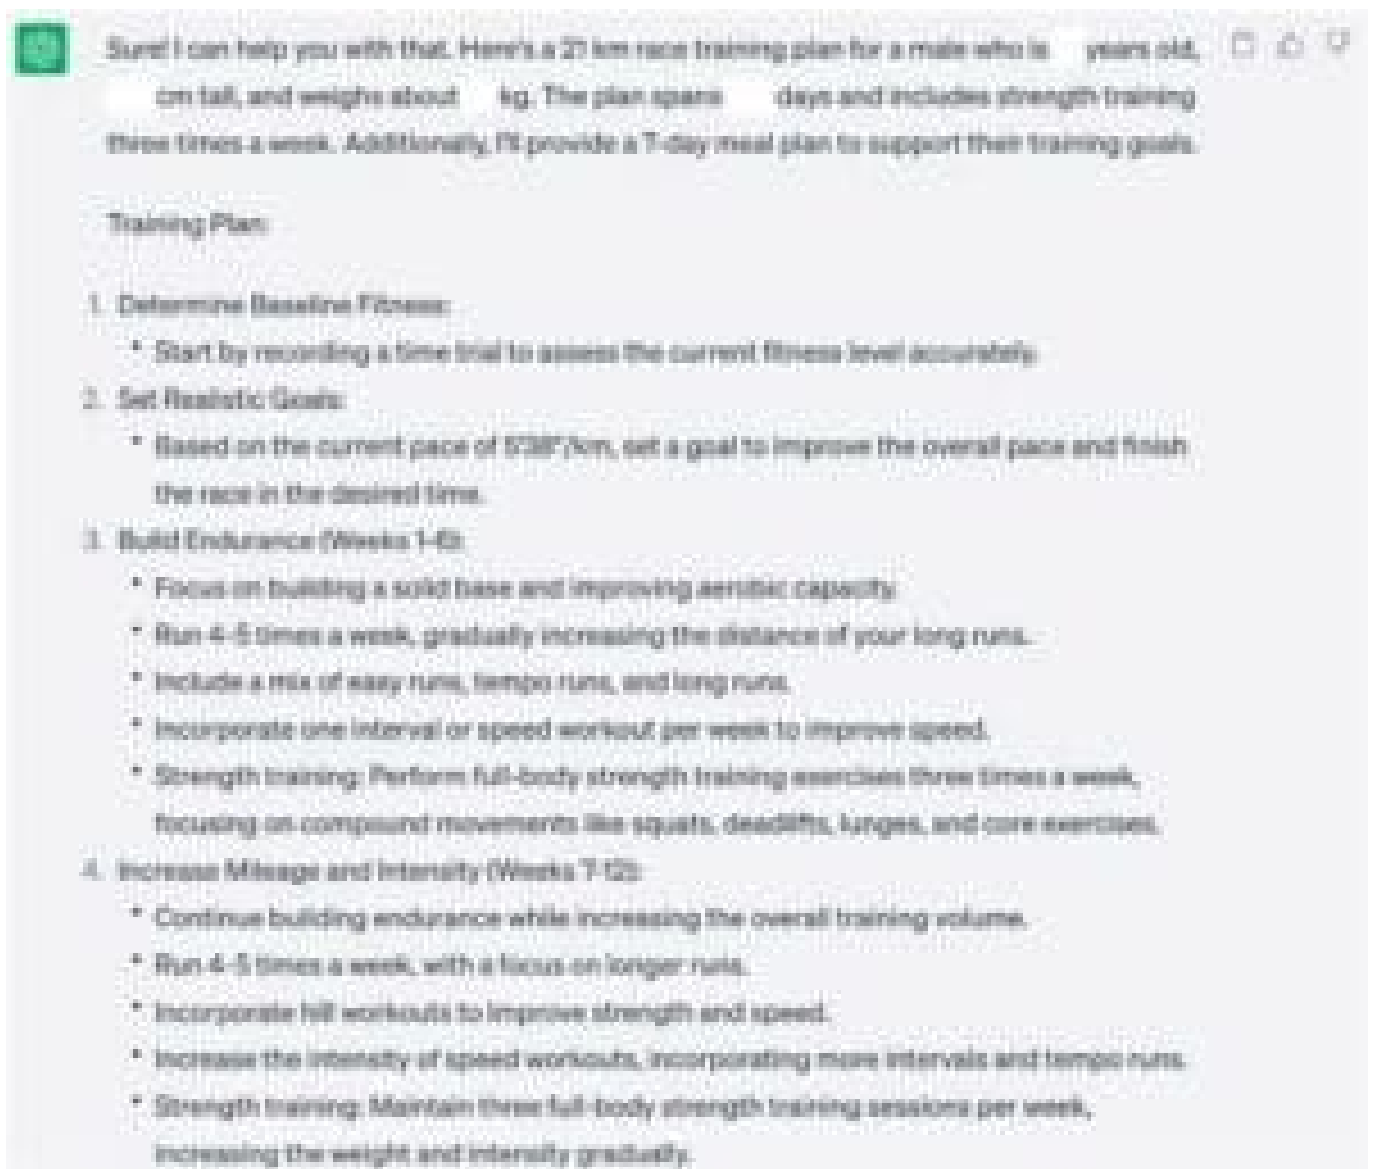 Sure! I can help you with that. Here's a 21 km race training plan for a male who is years old,
cm tall, and weighs about kg. The plan spans days and includes strength training
three times a week. Additionally, I'll provide a 7-day meal plan to support their training goals.
Training Plan:
1. Determine Baseline Fitness:
• Start by recording a time trial to assess the current fitness level accurately.
2. Set Realistic Goals:
• Based on the current pace of 5'38"/km, set a goal to improve the overall pace and finish
the race in the desired time.
3. Build Endurance (Weeks 1-6):
• Focus on building a solid base and improving aerobic capacity.
• Run 4-5 times a week, gradually increasing the distance of your long runs.
• Include a mix of easy runs, tempo runs, and long runs.
• Incorporate one interval or speed workout per week to improve speed.
• Strength training: Perform full-body strength training exercises three times a week,
focusing on compound movements like squats, deadlifts, lunges, and core exercises.
4. Increase Mileage and Intensity (Weeks 7-12):
• Continue building endurance while increasing the overall training volume.
• Run 4-5 times a week, with a focus on longer runs.
• Incorporate hill workouts to improve strength and speed.
• Increase the intensity of speed workouts, incorporating more intervals and tempo runs.
• Strength training: Maintain three full-body strength training sessions per week,
increasing the weight and intensity gradually.